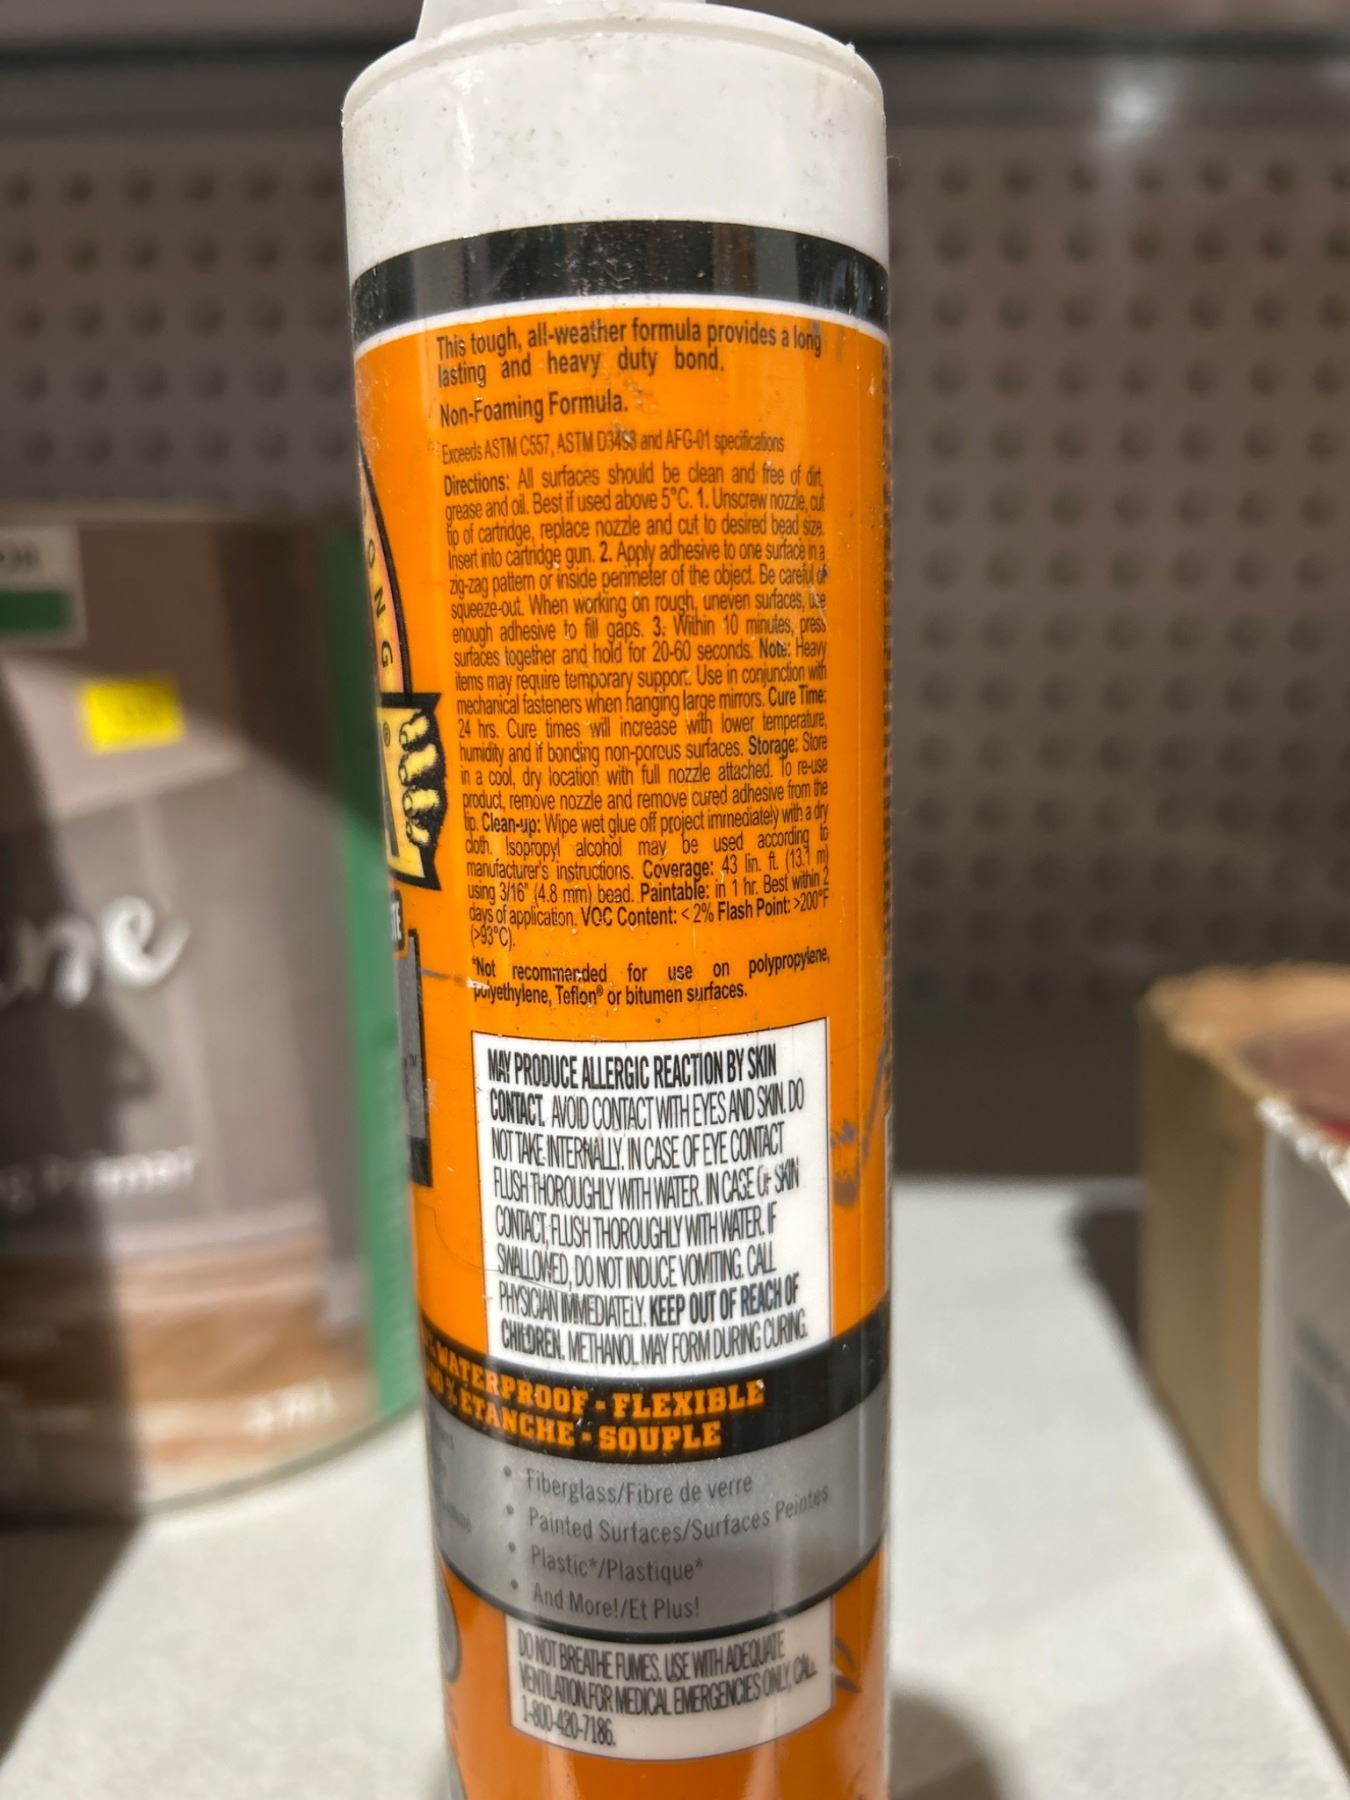 This tough, all-weather formula provides a long
lasting and heavy duty bond.
Non-Foaming Formula.
Exceeds ASTM C557, ASTM D3498 and AFG-01 specifications
Directions: All surfaces should be clean and free of dirt,
grease and oil. Best if used above 5°C. 1. Unscrew nozzle, cut
tip of cartridge, replace nozzle and cut to desired bead size.
Insert into cartridge gun. 2. Apply adhesive to one surface in a
zig-zag pattern or inside perimeter of the object. Be careful of
squeeze-out. When working on rough, uneven surfaces, use
enough adhesive to fill gaps. 3. Within 10 minutes, press
surfaces together and hold for 20-60 seconds. Note: Heavy
items may require temporary support. Use in conjunction with
mechanical fasteners when hanging large mirrors. Cure Time:
24 hrs. Cure times will increase with lower temperature,
humidity and if bonding non-porous surfaces. Storage: Store
in a cool, dry location with full nozzle attached. To re-use
product, remove nozzle and remove cured adhesive from the
tip. Clean-up: Wipe wet glue off project immediately with a dry
cloth. Isopropyl alcohol may be used according to
manufacturer's instructions. Coverage: 43 lin. ft. (13.1 m)
using 3/16" (4.8 mm) bead. Paintable: in 1 hr. Best within 2
days of application. VOC Content: < 2% Flash Point: >200°F
(>93°C).
*Not recommended for use on polypropylene,
polyethylene, Teflon® or bitumen surfaces.
MAY PRODUCE ALLERGIC REACTION BY SKIN
CONTACT. AVOID CONTACT WITH EYES AND SKIN. DO
NOT TAKE INTERNALLY. IN CASE OF EYE CONTACT
FLUSH THOROUGHLY WITH WATER. IN CASE OF SKIN
CONTACT, FLUSH THOROUGHLY WITH WATER. IF
SWALLOWED, DO NOT INDUCE VOMITING. CALL
PHYSICIAN IMMEDIATELY. KEEP OUT OF REACH OF
CHILDREN. METHANOL MAY FORM DURING CURING.
WATERPROOF - FLEXIBLE
ÉTANCHE - SOUPLE
• Fiberglass/Fibre de verre
• Painted Surfaces/Surfaces Peintes
• Plastic*/Plastique*
• And More!/Et Plus!
DO NOT BREATHE FUMES. USE WITH ADEQUATE
VENTILATION. FOR MEDICAL EMERGENCIES ONLY, CALL
1-800-420-7186.
Primer